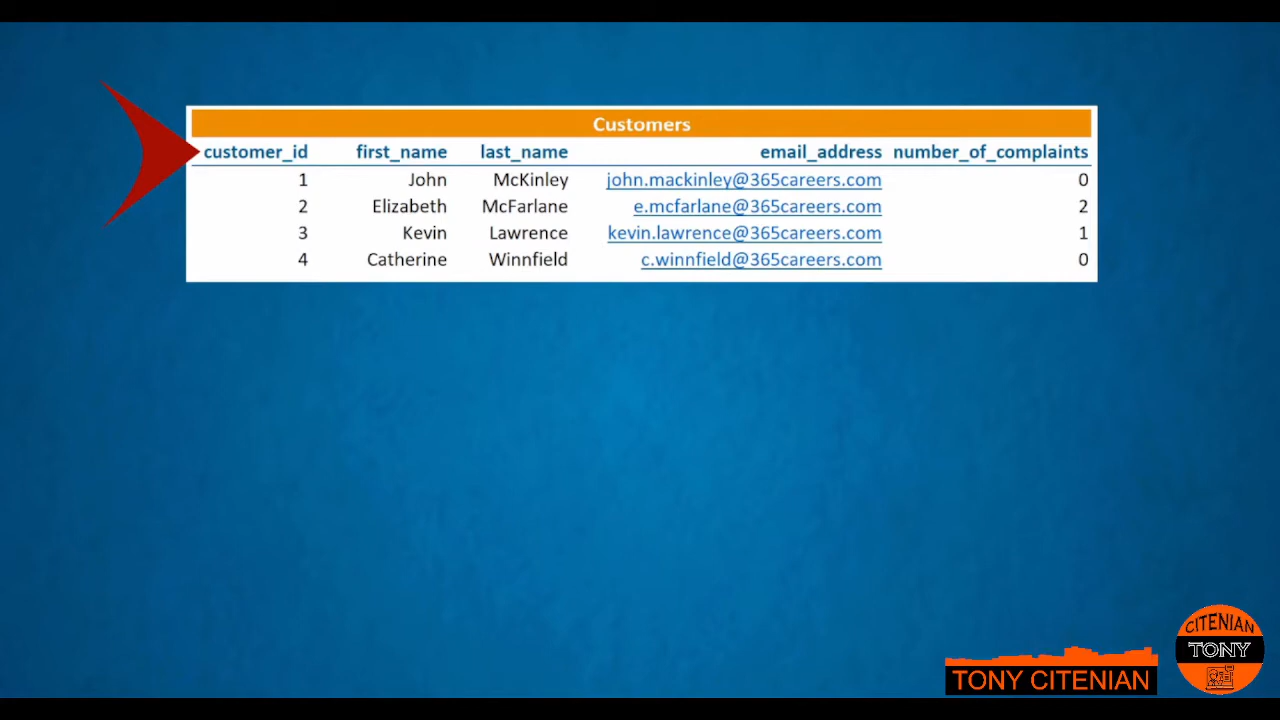 Customers
customer_id first_name last_name email_address number_of_complaints
1 John McKinley john.mackinley@365careers.com 0
2 Elizabeth McFarlane e.mcfarlane@365careers.com 2
3 Kevin Lawrence kevin.lawrence@365careers.com 1
4 Catherine Winnfield c.winnfield@365careers.com 0
CITENIAN
TONY
TONY CITENIAN